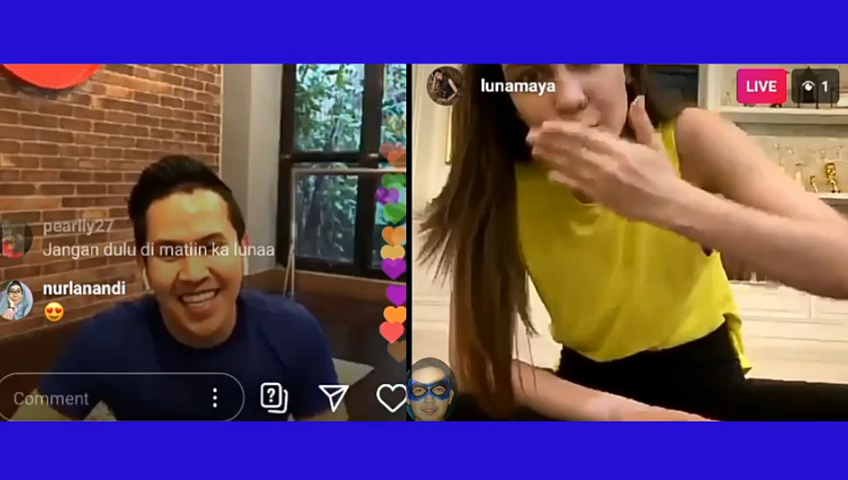 pearlly27
Jangan dulu di matiin ka lunaa
nurlanandi
😍
Comment
?
lunamaya
LIVE
1